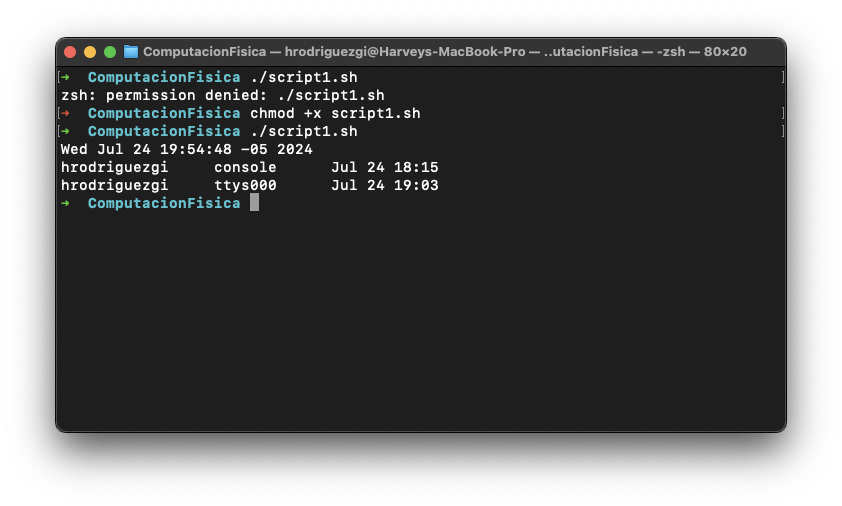 ComputacionFisica — hrodriguezgi@Harveys-MacBook-Pro — ..utacionFisica — -zsh — 80×20
[➜  ComputacionFisica ./script1.sh ]
zsh: permission denied: ./script1.sh
[➜  ComputacionFisica chmod +x script1.sh ]
[➜  ComputacionFisica ./script1.sh ]
Wed Jul 24 19:54:48 -05 2024
hrodriguezgi     console      Jul 24 18:15
hrodriguezgi     ttys000      Jul 24 19:03
➜  ComputacionFisica